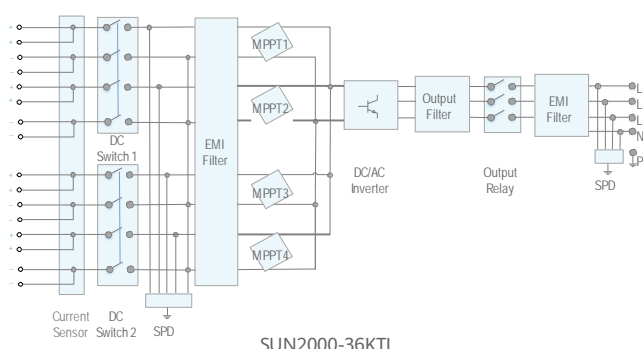 +
+
−
−
+
+
−
−
DC
Switch 1
+
+
−
−
+
+
−
−
Current
Sensor
DC
Switch 2
SPD
EMI
Filter
MPPT1
MPPT2
MPPT3
MPPT4
DC/AC
Inverter
Output
Filter
Output
Relay
EMI
Filter
L
L
L
N
P
SPD
SUN2000-36KTL